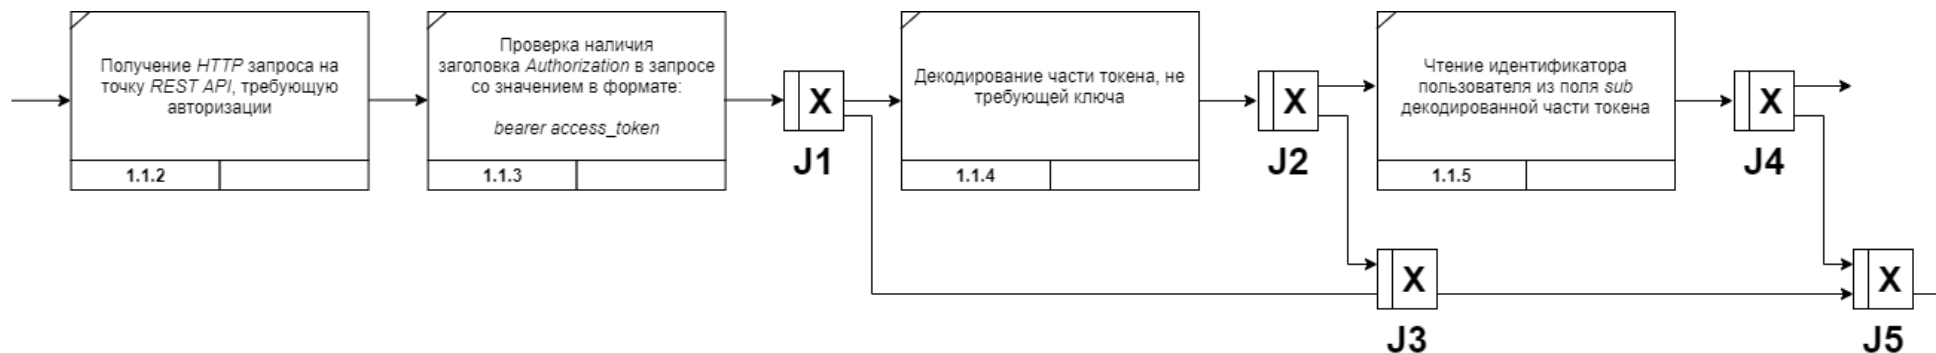 Получение HTTP запроса на
точку REST API, требующую
авторизации
1.1.2
Проверка наличия
заголовка Authorization в запросе
со значением в формате:
bearer access_token
1.1.3
X
J1
Декодирование части токена, не
требующей ключа
1.1.4
X
J2
Чтение идентификатора
пользователя из поля sub
декодированной части токена
1.1.5
X
J4
X
J3
X
J5